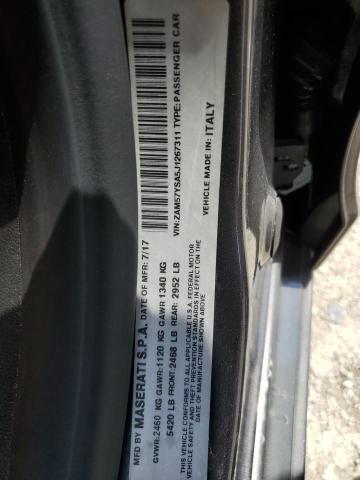 MFD BY: MASERATI S.P.A. DATE OF MFR: 7/17
GVWR:2460 KG GAWR:1120 KG GAWR 1340 KG
5420 LB FRONT:2468 LB REAR: 2952 LB
THIS VEHICLE CONFORMS TO ALL APPLICABLE U.S.A. FEDERAL MOTOR
VEHICLE SAFETY AND THEFT PREVENTION STANDARDS IN EFFECT ON THE
DATE OF MANUFACTURE SHOWN ABOVE
VIN:ZAM57YSA5J1267311 TYPE:PASSENGER CAR
VEHICLE MADE IN: ITALY